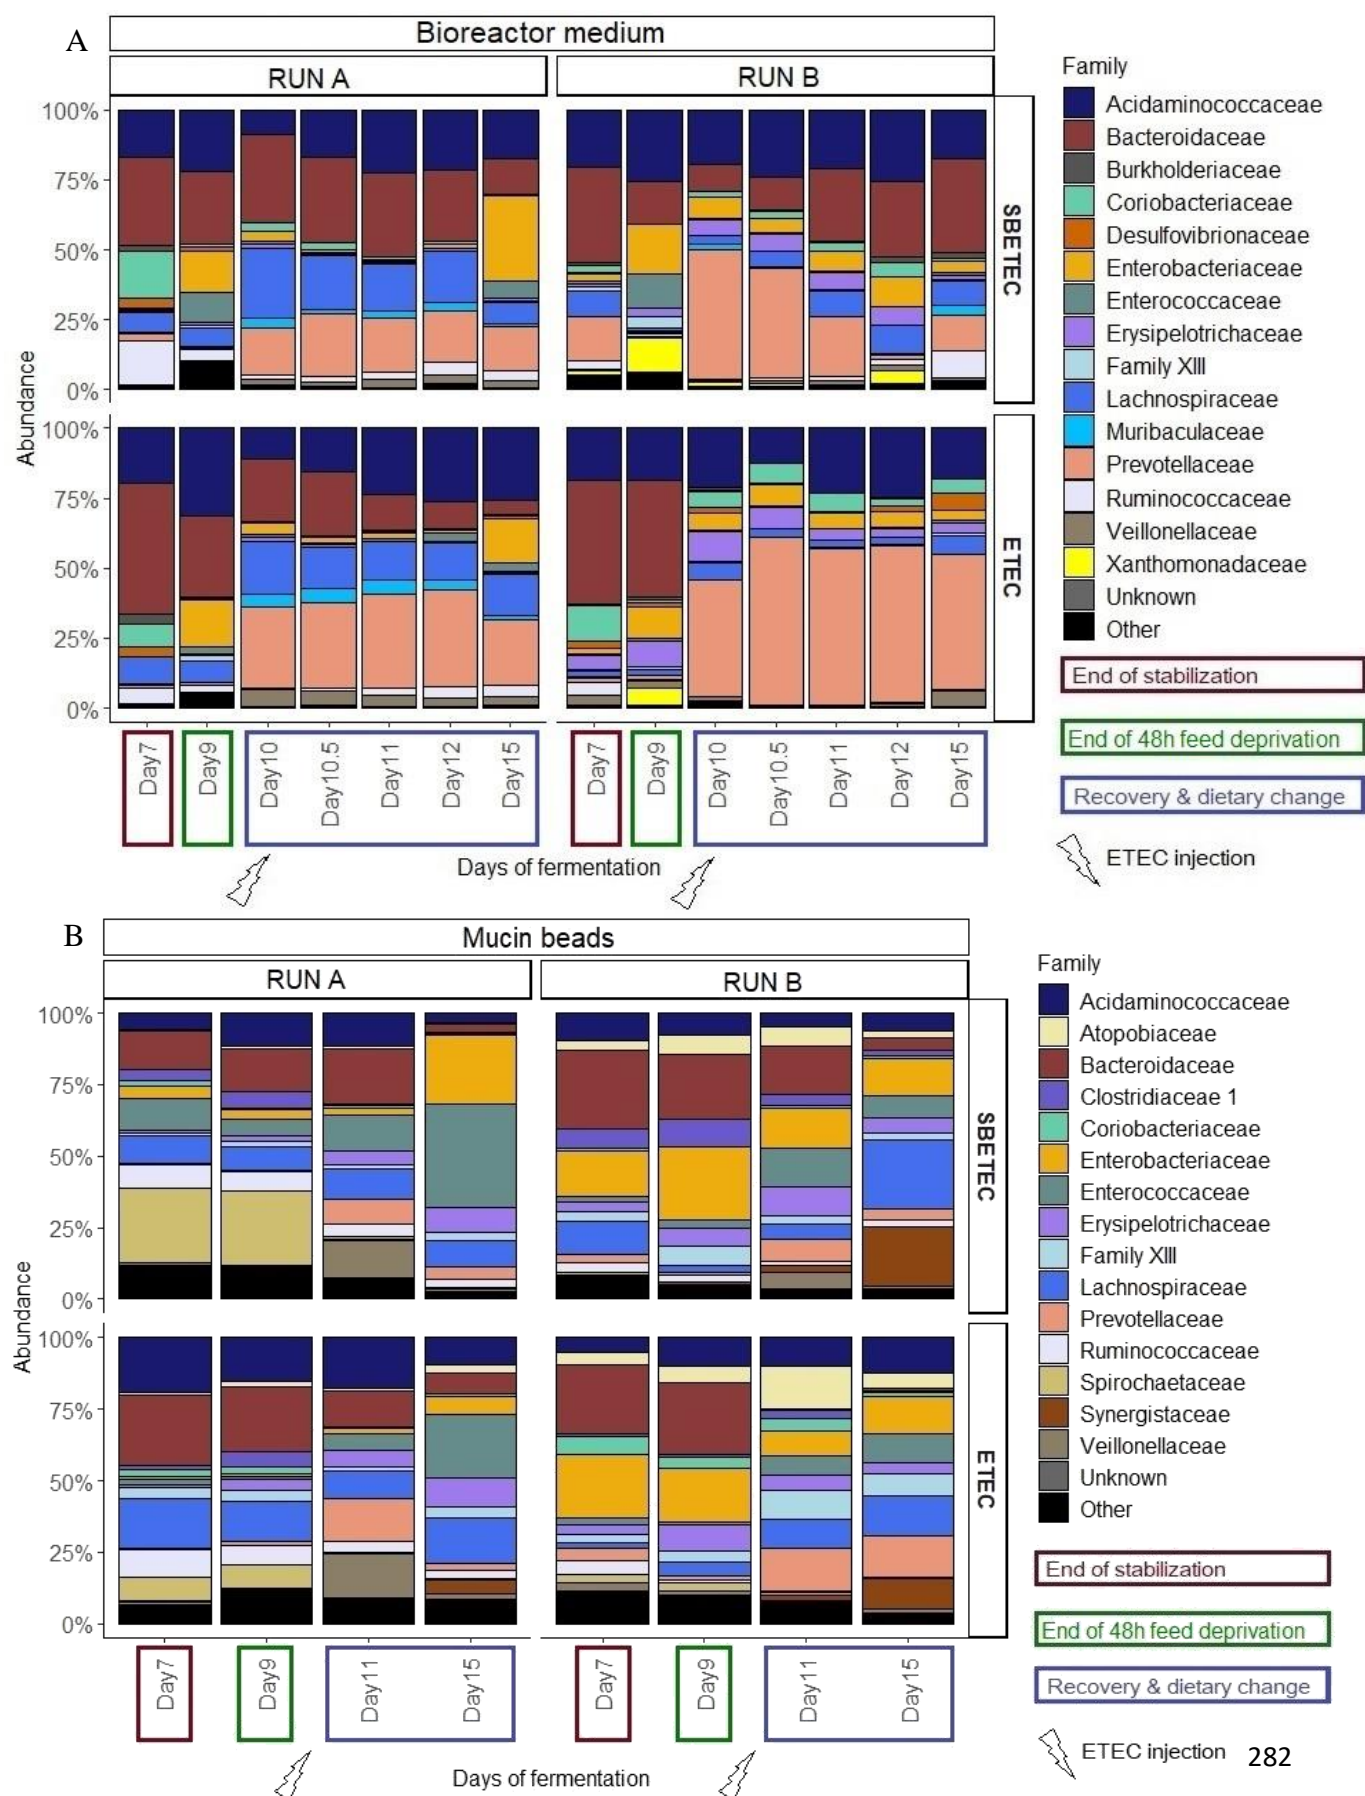 A
Bioreactor medium
RUN A
RUN B
100%
75%
50%
25%
0%
SBETEC
100%
75%
50%
25%
0%
ETEC
Abundance
Day7
Day9
Day10
Day10.5
Day11
Day12
Day15
Day7
Day9
Day10
Day10.5
Day11
Day12
Day15
Days of fermentation
Family
Acidaminococcaceae
Bacteroidaceae
Burkholderiaceae
Coriobacteriaceae
Desulfovibrionaceae
Enterobacteriaceae
Enterococcaceae
Erysipelotrichaceae
Family XIII
Lachnospiraceae
Muribaculaceae
Prevotellaceae
Ruminococcaceae
Veillonellaceae
Xanthomonadaceae
Unknown
Other
End of stabilization
End of 48h feed deprivation
Recovery & dietary change
ETEC injection
B
Mucin beads
RUN A
RUN B
100%
75%
50%
25%
0%
SBETEC
100%
75%
50%
25%
0%
ETEC
Abundance
Day7
Day9
Day11
Day15
Day7
Day9
Day11
Day15
Days of fermentation
Family
Acidaminococcaceae
Atopobiaceae
Bacteroidaceae
Clostridiaceae 1
Coriobacteriaceae
Enterobacteriaceae
Enterococcaceae
Erysipelotrichaceae
Family XIII
Lachnospiraceae
Prevotellaceae
Ruminococcaceae
Spirochaetaceae
Synergistaceae
Veillonellaceae
Unknown
Other
End of stabilization
End of 48h feed deprivation
Recovery & dietary change
ETEC injection
282